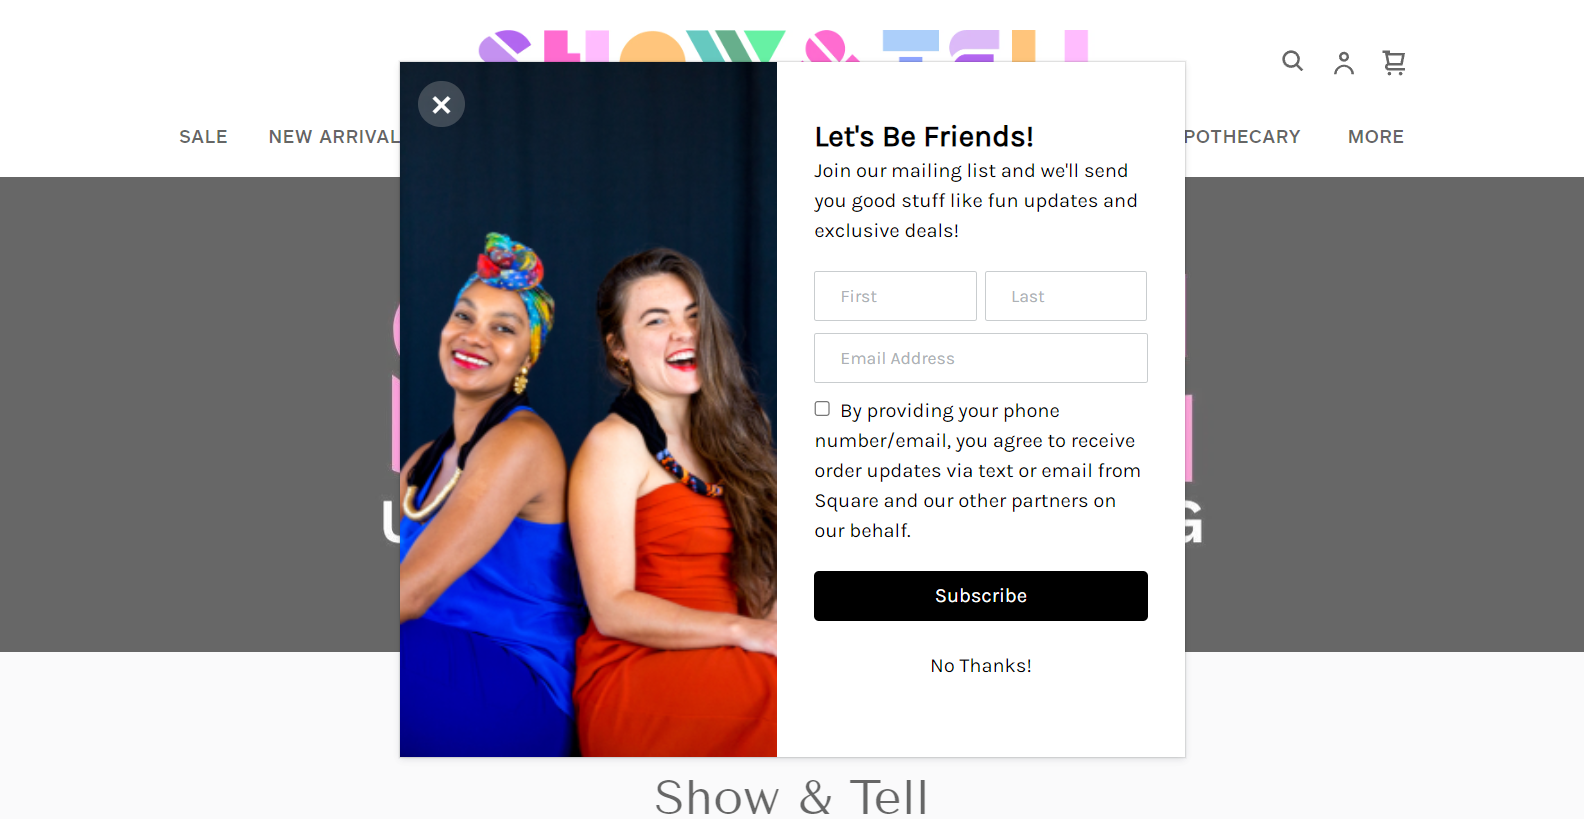 SHOW & TELL
SALE
NEW ARRIVAL
POTHECARY
MORE
Let's Be Friends!
Join our mailing list and we'll send
you good stuff like fun updates and
exclusive deals!
First
Last
Email Address
By providing your phone
number/email, you agree to receive
order updates via text or email from
Square and our other partners on
our behalf.
Subscribe
No Thanks!
U
G
Show & Tell